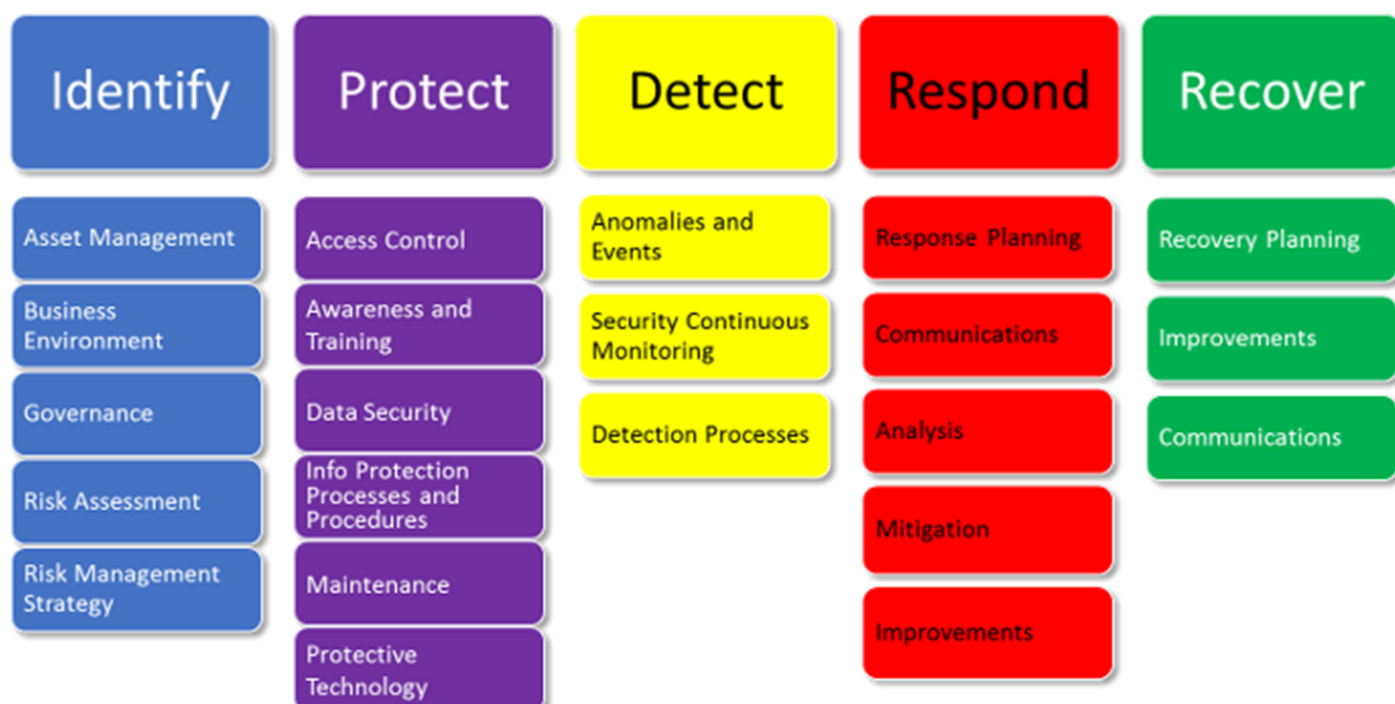 Identify
Protect
Detect
Respond
Recover
Asset Management
Business
Environment
Governance
Risk Assessment
Risk Management
Strategy
Access Control
Awareness and
Training
Data Security
Info Protection
Processes and
Procedures
Maintenance
Protective
Technology
Anomalies and
Events
Security Continuous
Monitoring
Detection Processes
Response Planning
Communications
Analysis
Mitigation
Improvements
Recovery Planning
Improvements
Communications